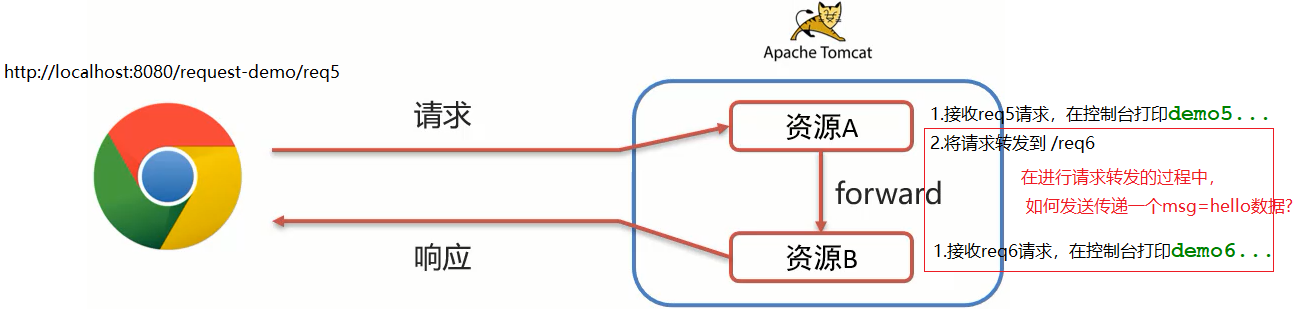 Apache Tomcat
http://localhost:8080/request-demo/req5
请求
资源A
1.接收req5请求，在控制台打印demo5...
2.将请求转发到 /req6
在进行请求转发的过程中，
如何发送传递一个msg=hello数据?
forward
响应
资源B
1.接收req6请求，在控制台打印demo6...